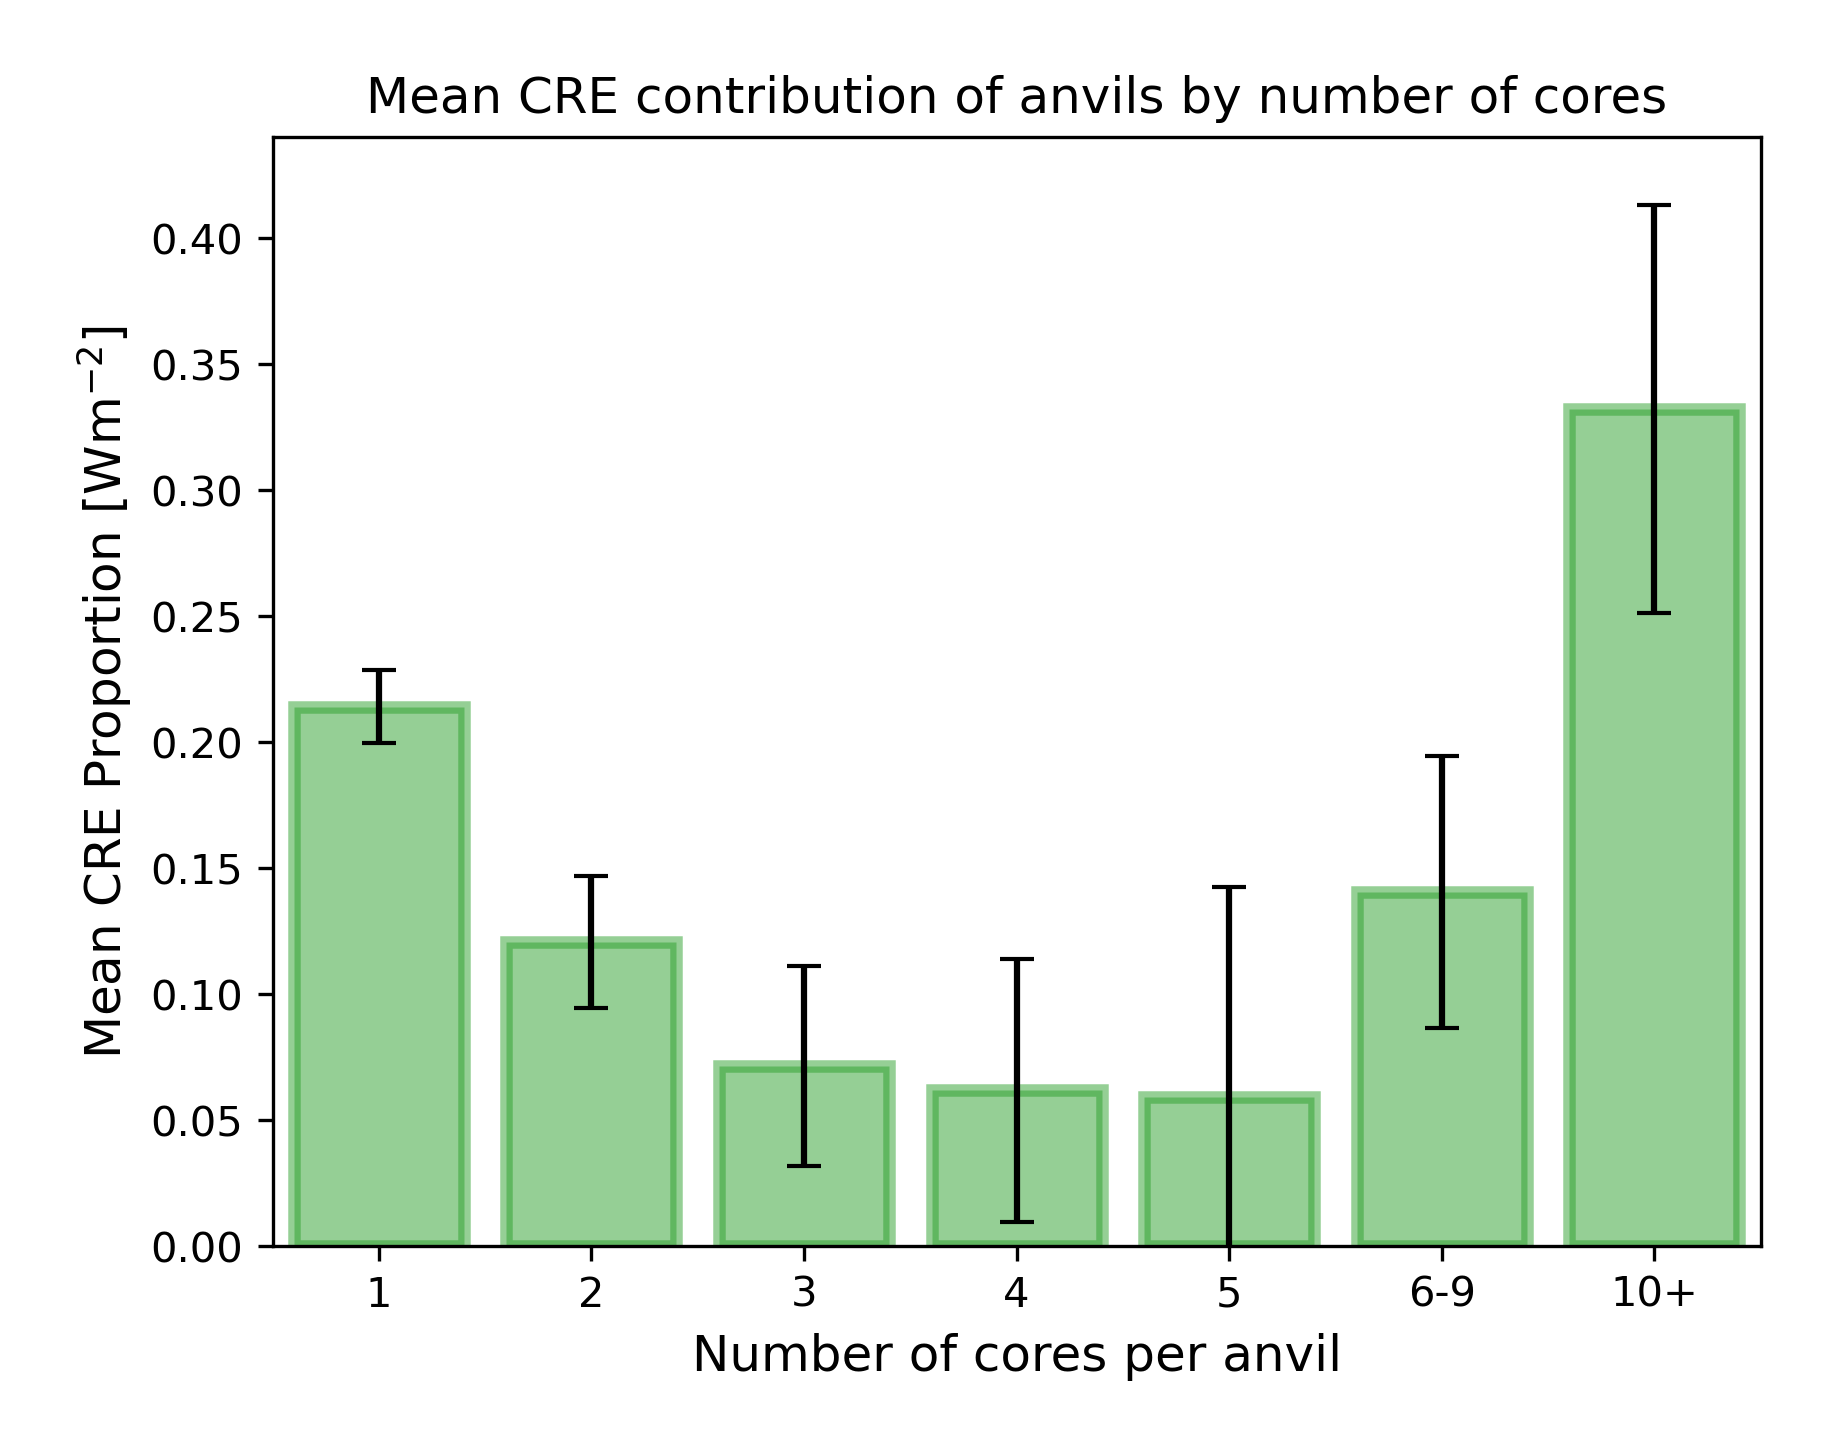 Mean CRE contribution of anvils by number of cores
Mean CRE Proportion [Wm⁻²]
0.40
0.35
0.30
0.25
0.20
0.15
0.10
0.05
0.00
1 2 3 4 5 6-9 10+
Number of cores per anvil